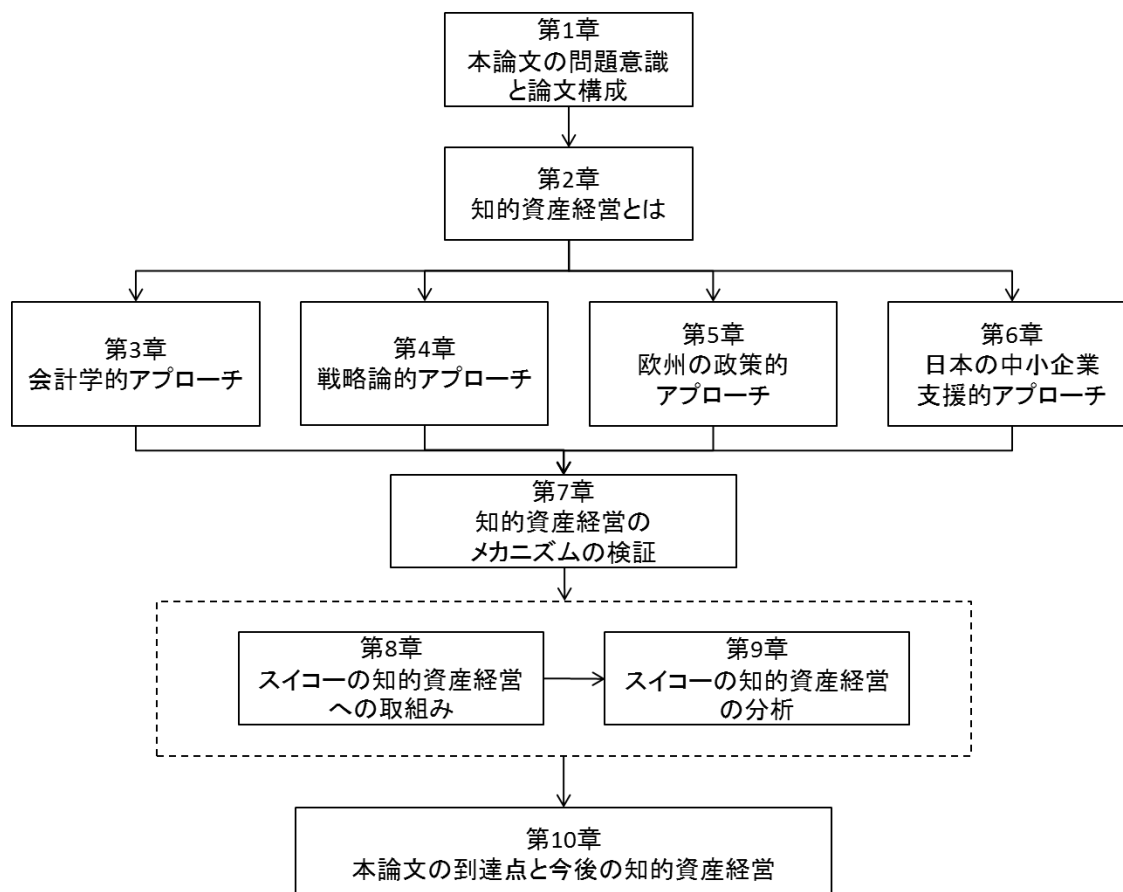 第1章
本論文の問題意識
と論文構成
第2章
知的資産経営とは
第3章
会計学的アプローチ
第4章
戦略論的アプローチ
第5章
欧州の政策的
アプローチ
第6章
日本の中小企業
支援的アプローチ
第7章
知的資産経営の
メカニズムの検証
第8章
スイコーの知的資産経営
への取組み
第9章
スイコーの知的資産経営
の分析
第10章
本論文の到達点と今後の知的資産経営